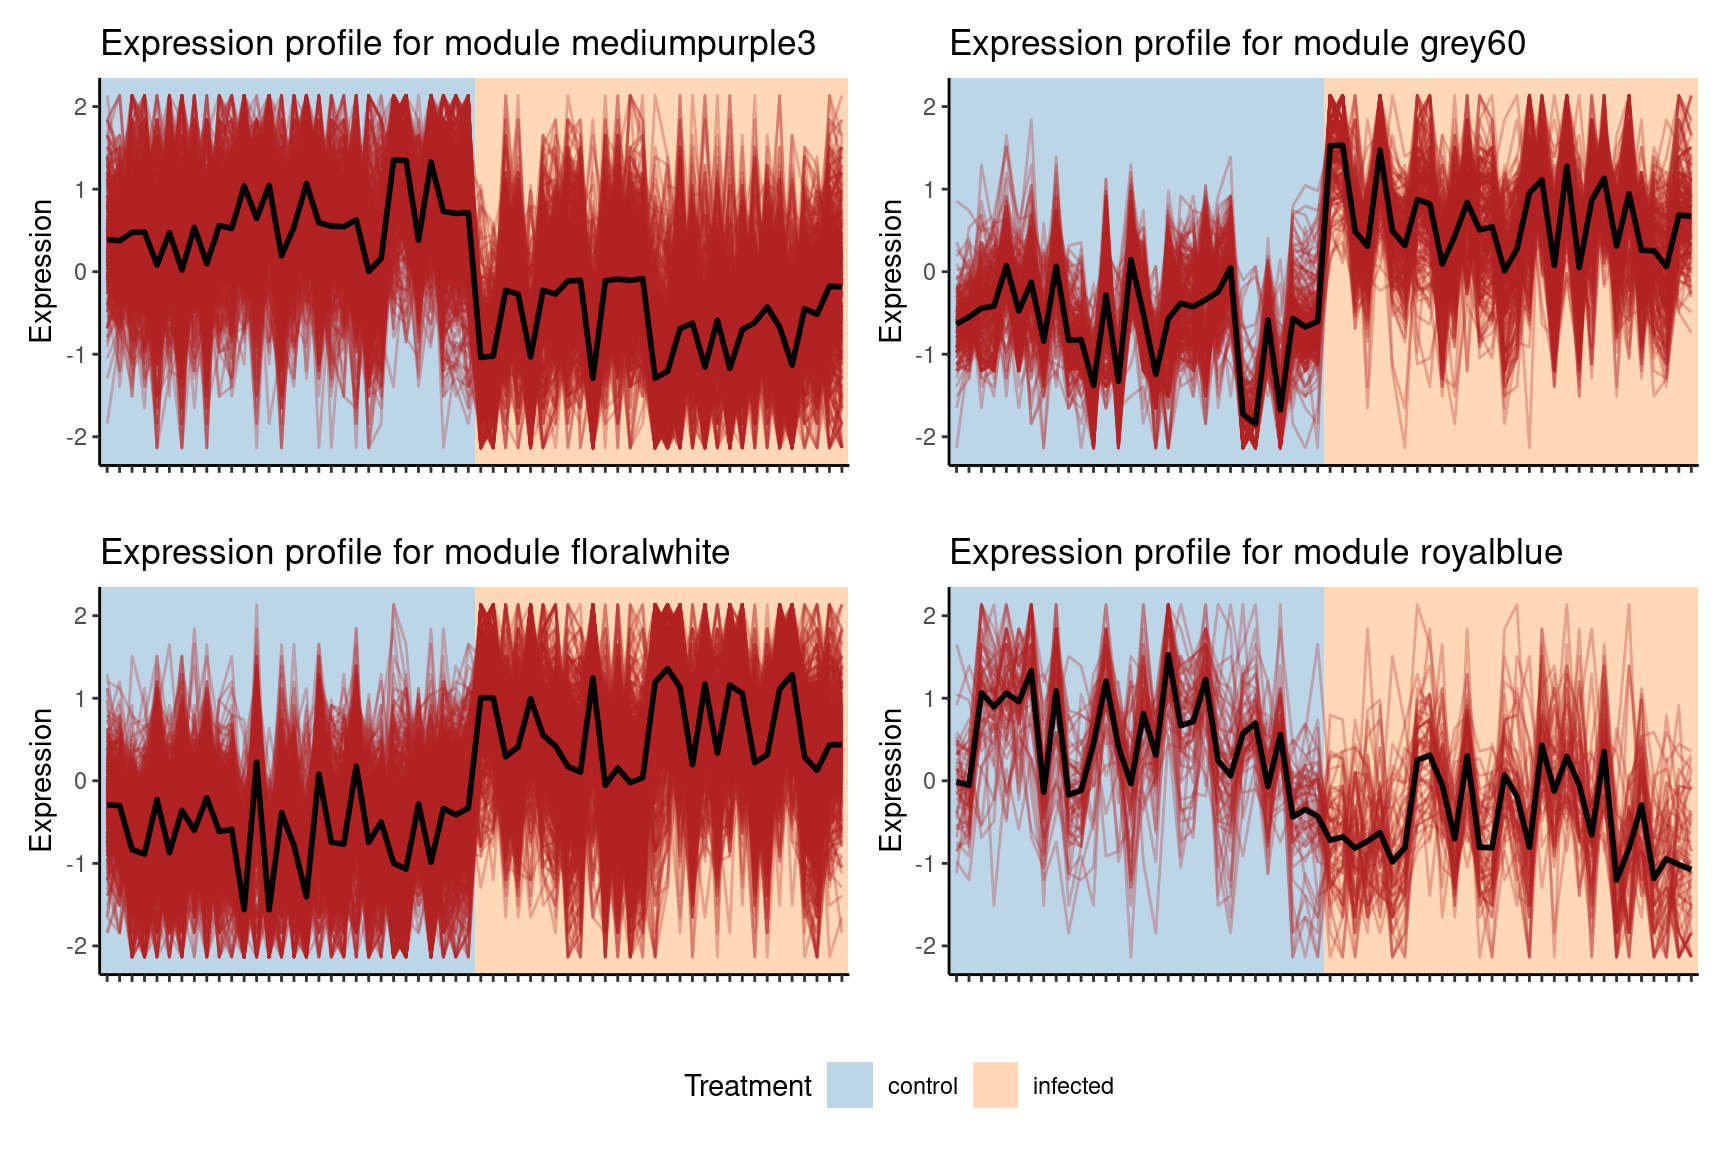 Expression profile for module mediumpurple3
Expression
2
1
0
-1
-2
Expression profile for module grey60
Expression
2
1
0
-1
-2
Expression profile for module floralwhite
Expression
2
1
0
-1
-2
Expression profile for module royalblue
Expression
2
1
0
-1
-2
Treatment control infected